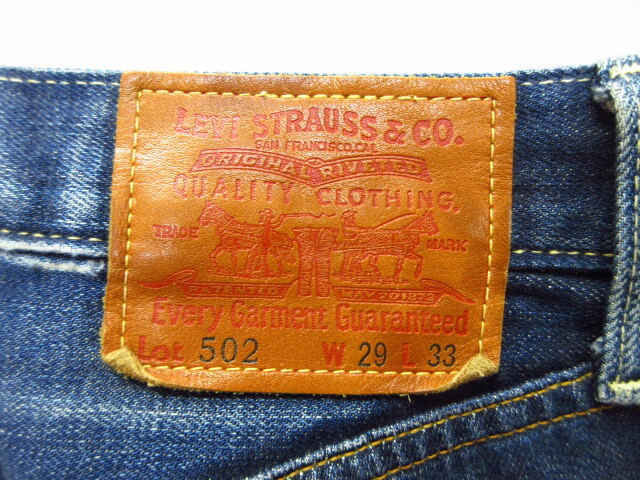 LEVI STRAUSS & CO.
SAN FRANCISCO, CAL.
ORIGINAL RIVETED
QUALITY CLOTHING.
TRADE MARK
PATENTED MAY 20 1873
Every Garment Guaranteed
Lot 502 W 29 L 33